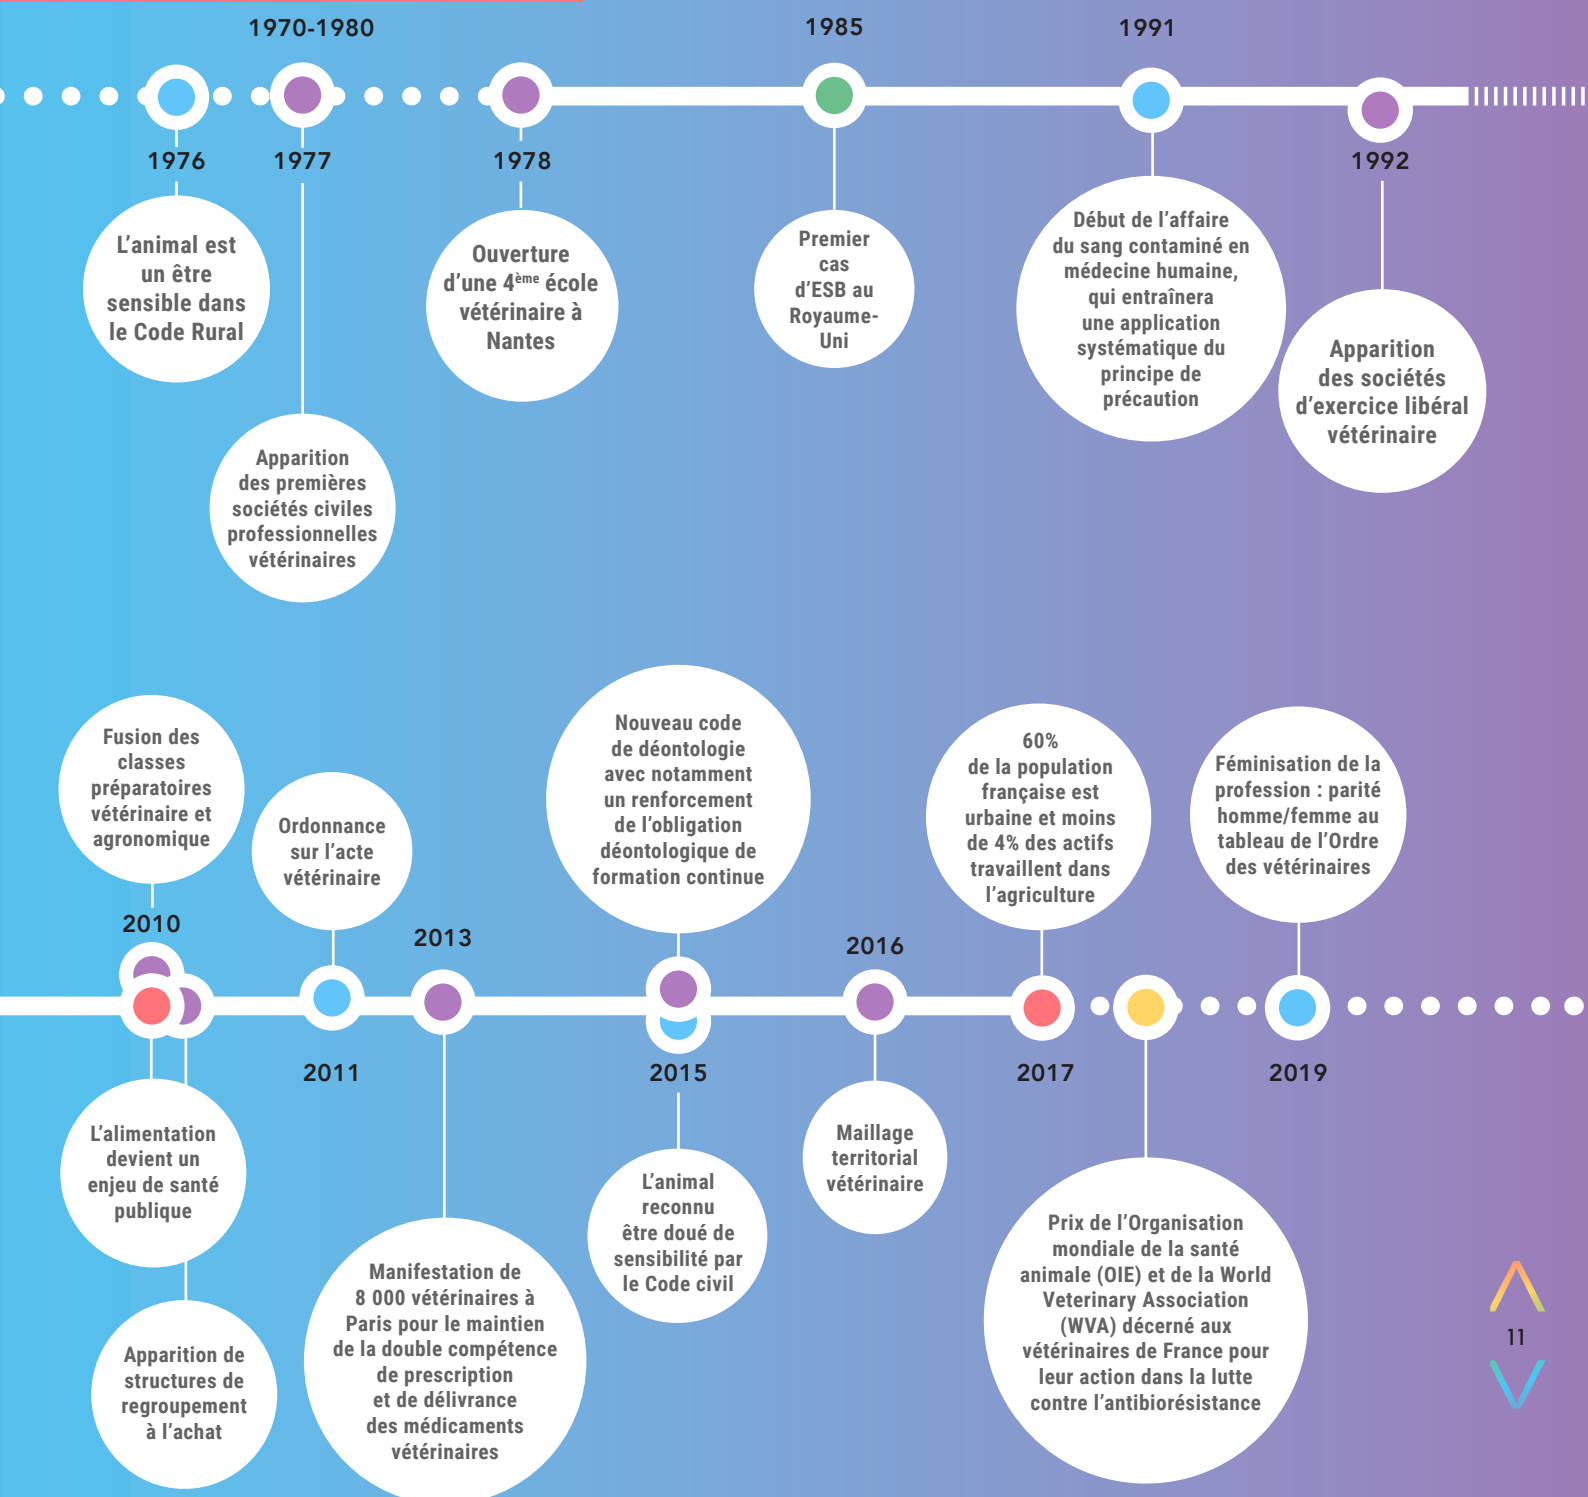 1970-1980
1985
1991
1976
1977
1978
1992
L'animal est
un être
sensible dans
le Code Rural
Apparition
des premières
sociétés civiles
professionnelles
vétérinaires
Ouverture
d'une 4ème école
vétérinaire à
Nantes
Premier
cas
d'ESB au
Royaume-
Uni
Début de l'affaire
du sang contaminé en
médecine humaine,
qui entraînera
une application
systématique du
principe de
précaution
Apparition
des sociétés
d'exercice libéral
vétérinaire
Fusion des
classes
préparatoires
vétérinaire et
agronomique
2010
L'alimentation
devient un
enjeu de santé
publique
Apparition de
structures de
regroupement
à l'achat
Ordonnance
sur l'acte
vétérinaire
2011
2013
Manifestation de
8 000 vétérinaires à
Paris pour le maintien
de la double compétence
de prescription
et de délivrance
des médicaments
vétérinaires
Nouveau code
de déontologie
avec notamment
un renforcement
de l'obligation
déontologique de
formation continue
2015
L'animal
reconnu
être doué de
sensibilité par
le Code civil
2016
Maillage
territorial
vétérinaire
60%
de la population
française est
urbaine et moins
de 4% des actifs
travaillent dans
l'agriculture
2017
Prix de l'Organisation
mondiale de la santé
animale (OIE) et de la World
Veterinary Association
(WVA) décerné aux
vétérinaires de France pour
leur action dans la lutte
contre l'antibiorésistance
Féminisation de la
profession : parité
homme/femme au
tableau de l'Ordre
des vétérinaires
2019
11